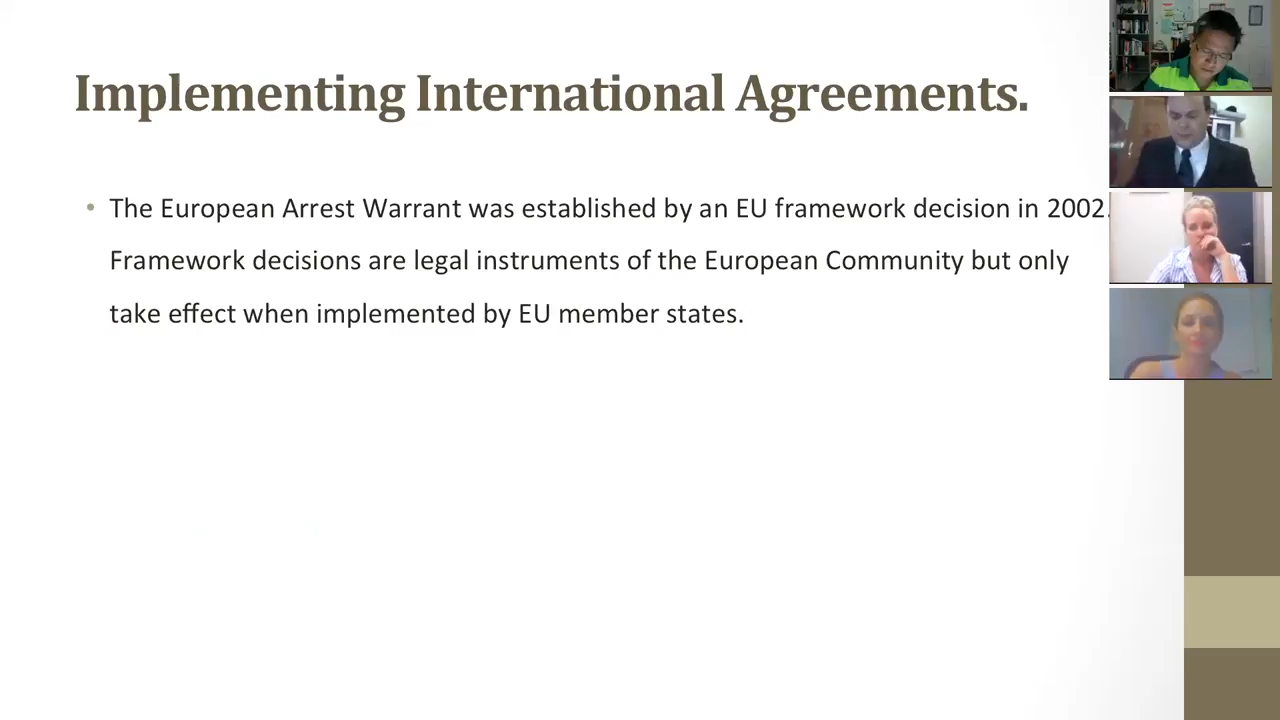 Implementing International Agreements.
• The European Arrest Warrant was established by an EU framework decision in 2002.
Framework decisions are legal instruments of the European Community but only
take effect when implemented by EU member states.